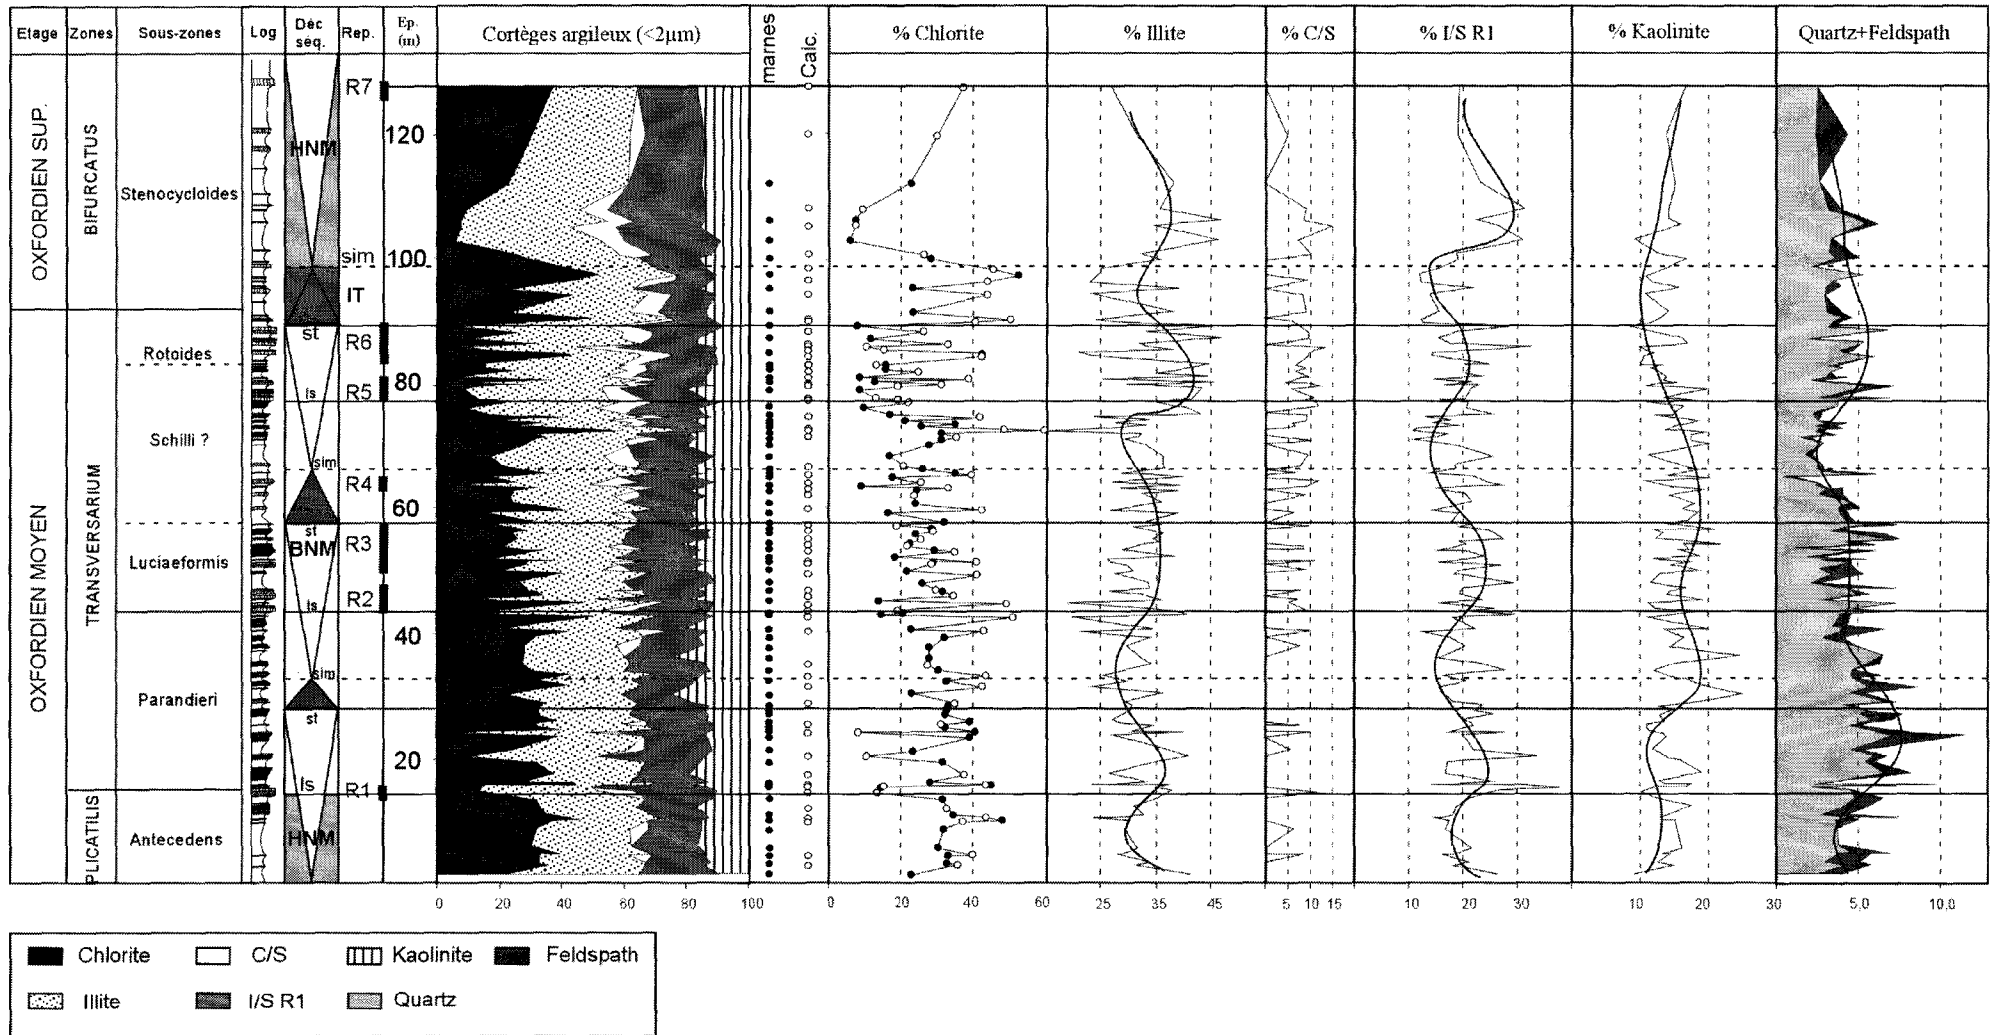 Etage Zones Sous-zones Log Déc séq. Rep. Ep. (m) Cortèges argileux (<2µm) marnes Calc. % Chlorite % Illite % C/S % I/S R1 % Kaolinite Quartz+Feldspath
OXFORDIEN SUP.
OXFORDIEN MOYEN
BIFURCATUS
TRANSVERSARIUM
PLICATILIS
Stenocycloides
Rotoides
Schilli ?
Luciaeformis
Parandieri
Antecedens
HNM
st
is
sim
st
BNM
is
sim
st
is
HNM
R7
sim
IT
R6
R5
R4
R3
R2
R1
120
100
80
60
40
20
0 20 40 60 80 100
0 20 40 60
25 35 45
5 10 15
10 20 30
10 20 30
5,0 10,0
Chlorite C/S Kaolinite Feldspath
Illite I/S R1 Quartz